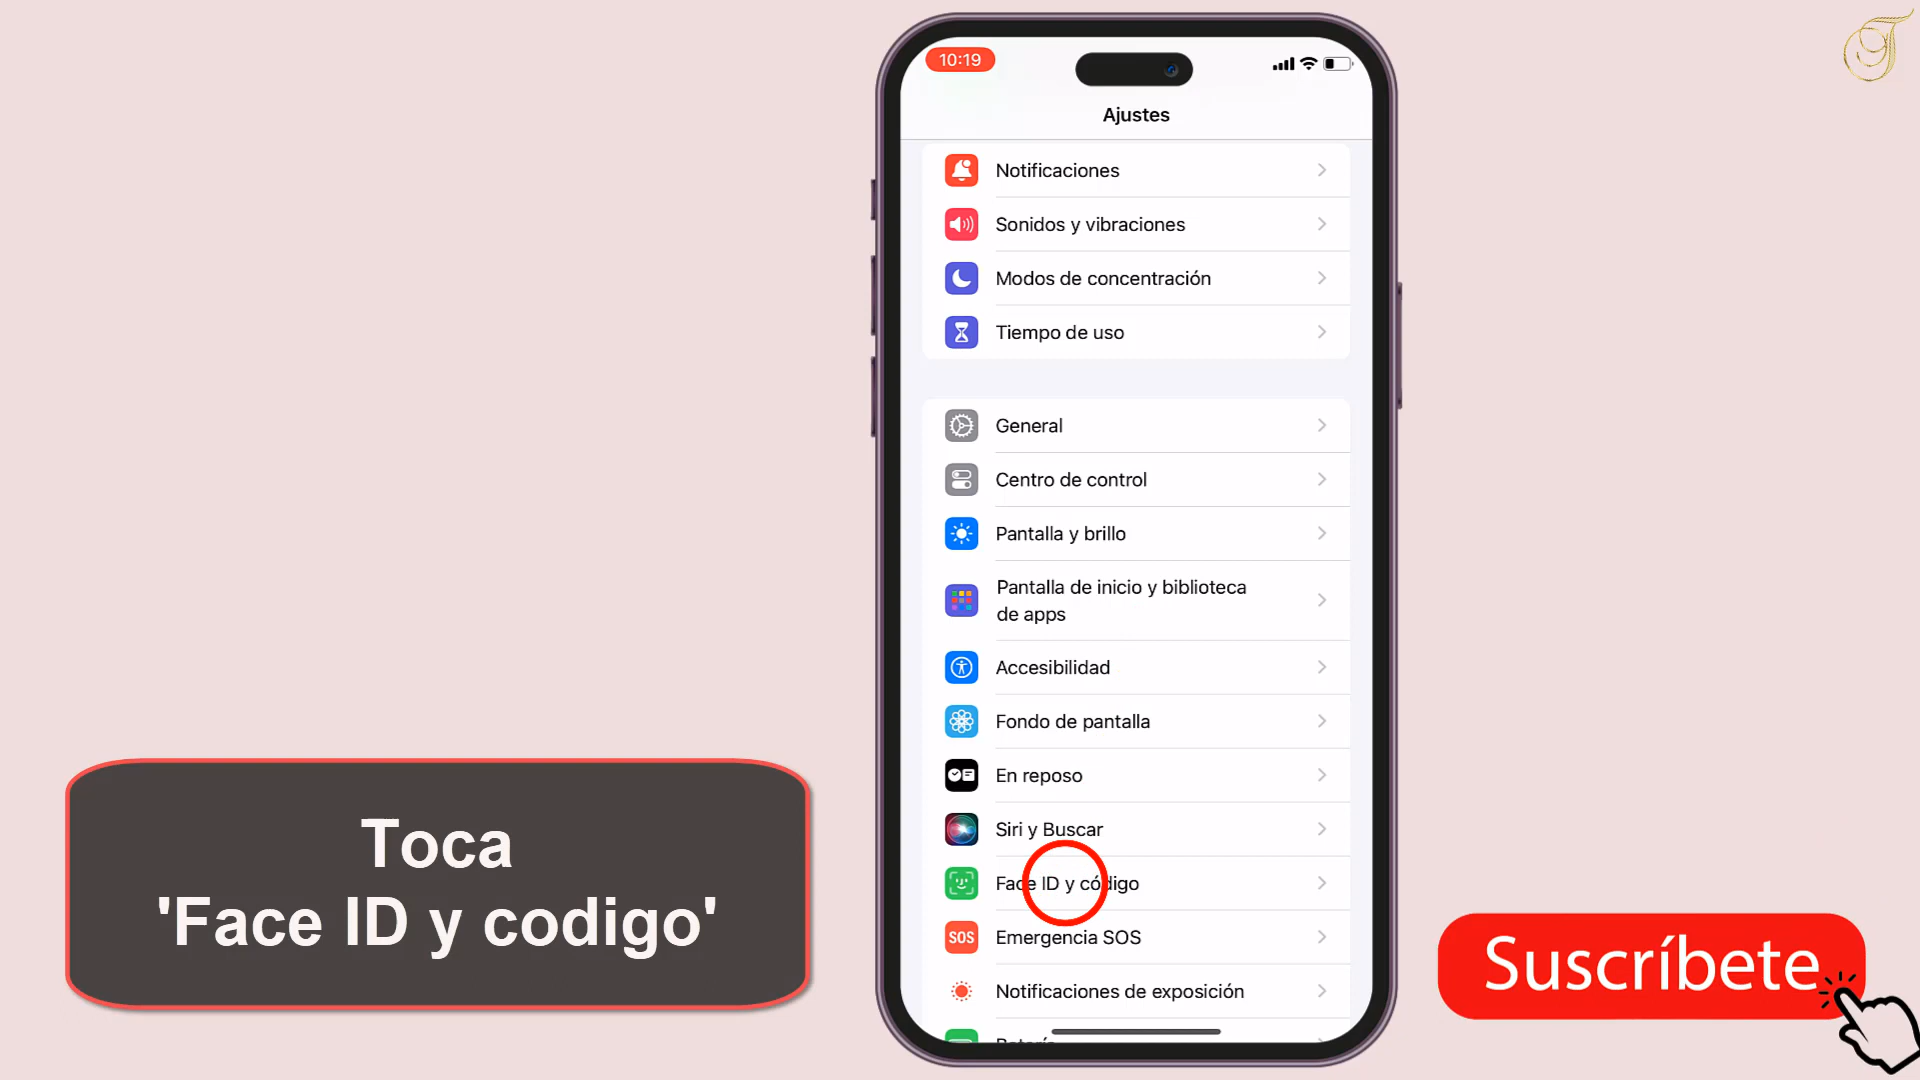 10:19
Ajustes
Notificaciones
Sonidos y vibraciones
Modos de concentración
Tiempo de uso
General
Centro de control
Pantalla y brillo
Pantalla de inicio y biblioteca
de apps
Accesibilidad
Fondo de pantalla
En reposo
Siri y Buscar
Face ID y código
SOS
Emergencia SOS
Notificaciones de exposición
Batería
Toca
'Face ID y codigo'
Suscríbete